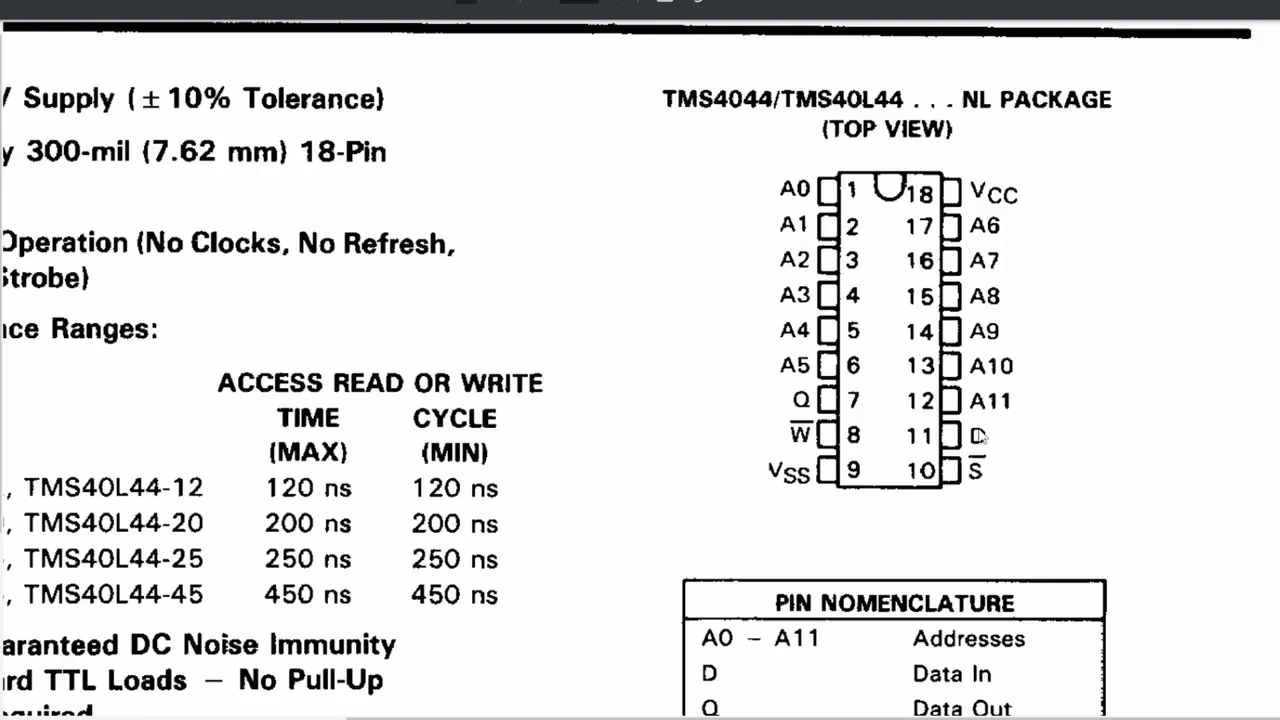 Supply (± 10% Tolerance)
300-mil (7.62 mm) 18-Pin
Operation (No Clocks, No Refresh,
Strobe)
Ranges:
ACCESS READ OR WRITE
TIME CYCLE
(MAX) (MIN)
, TMS40L44-12 120 ns 120 ns
, TMS40L44-20 200 ns 200 ns
, TMS40L44-25 250 ns 250 ns
, TMS40L44-45 450 ns 450 ns
DC Noise Immunity
TTL Loads – No Pull-Up
TMS4044/TMS40L44 . . . NL PACKAGE
(TOP VIEW)
A0 1 18 VCC
A1 2 17 A6
A2 3 16 A7
A3 4 15 A8
A4 5 14 A9
A5 6 13 A10
Q 7 12 A11
W̅ 8 11 D
VSS 9 10 S̅
PIN NOMENCLATURE
A0 – A11 Addresses
D Data In
Q Data Out